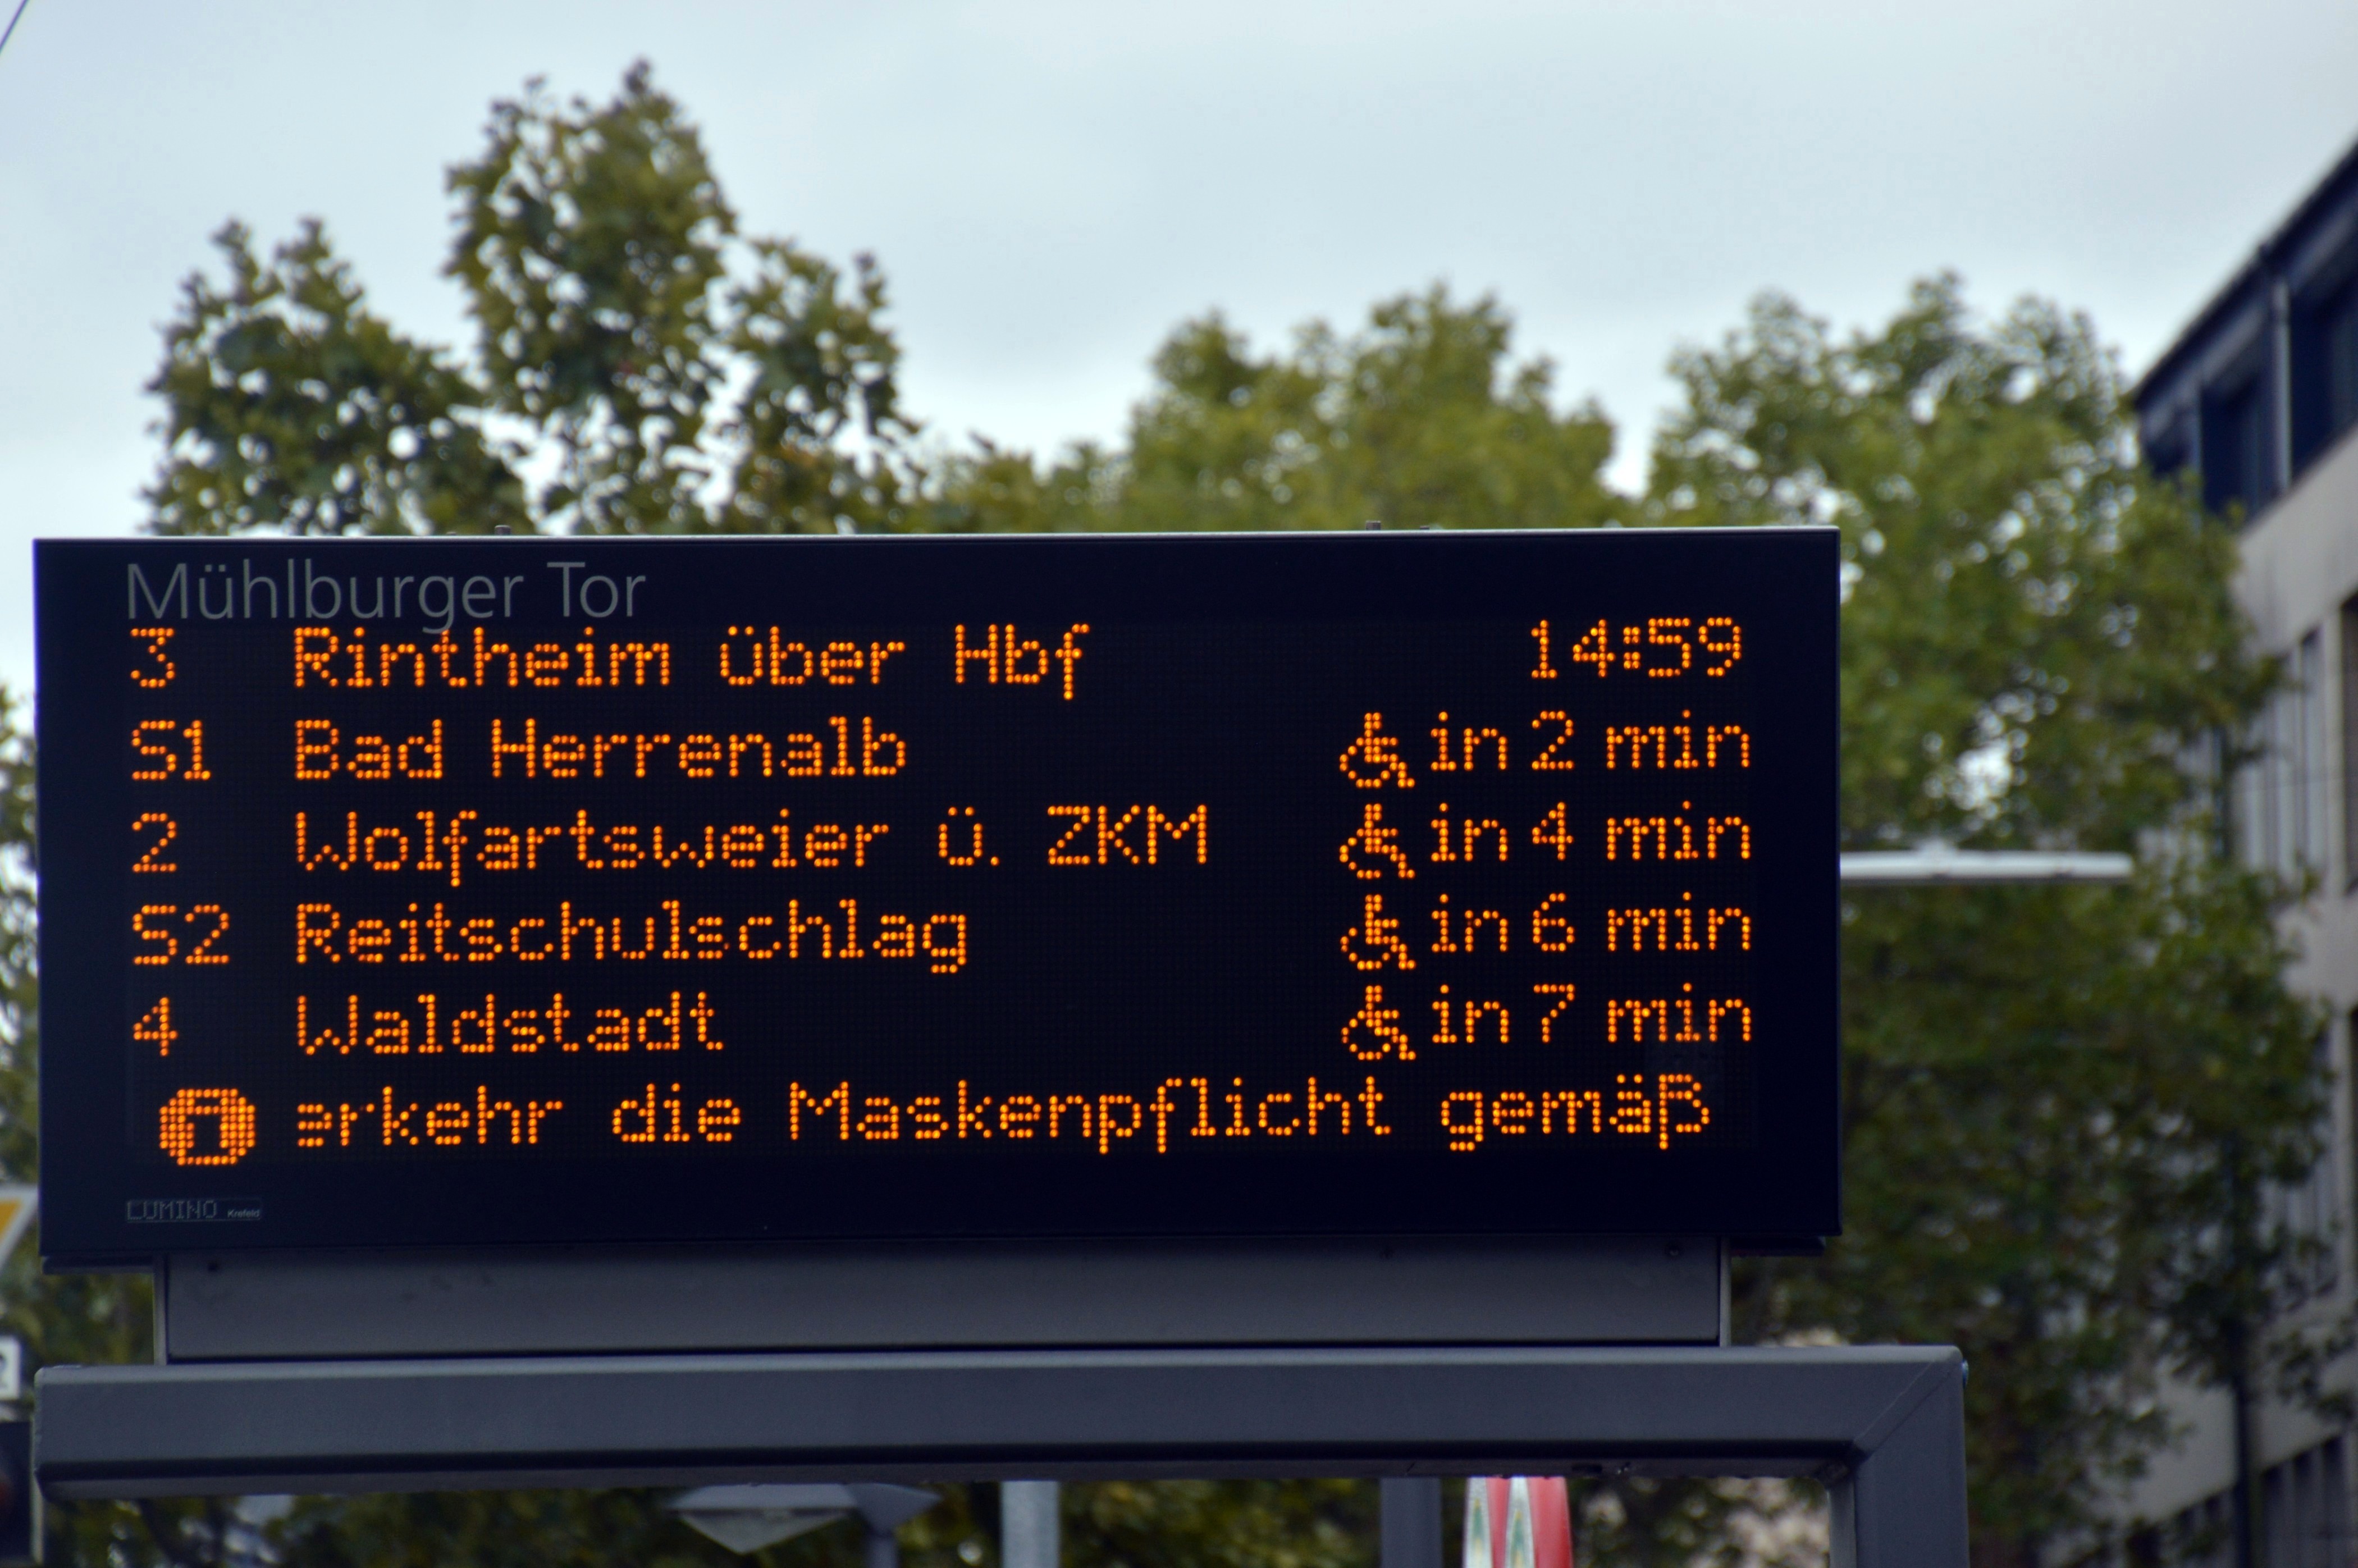 Mühlburger Tor
3 Rintheim über Hbf 14:59
S1 Bad Herrenalb in 2 min
2 Wolfartsweier ü. ZKM in 4 min
S2 Reitschulschlag in 6 min
4 Waldstadt in 7 min
erkehr die Maskenpflicht gemäß
LUMINO Krefeld